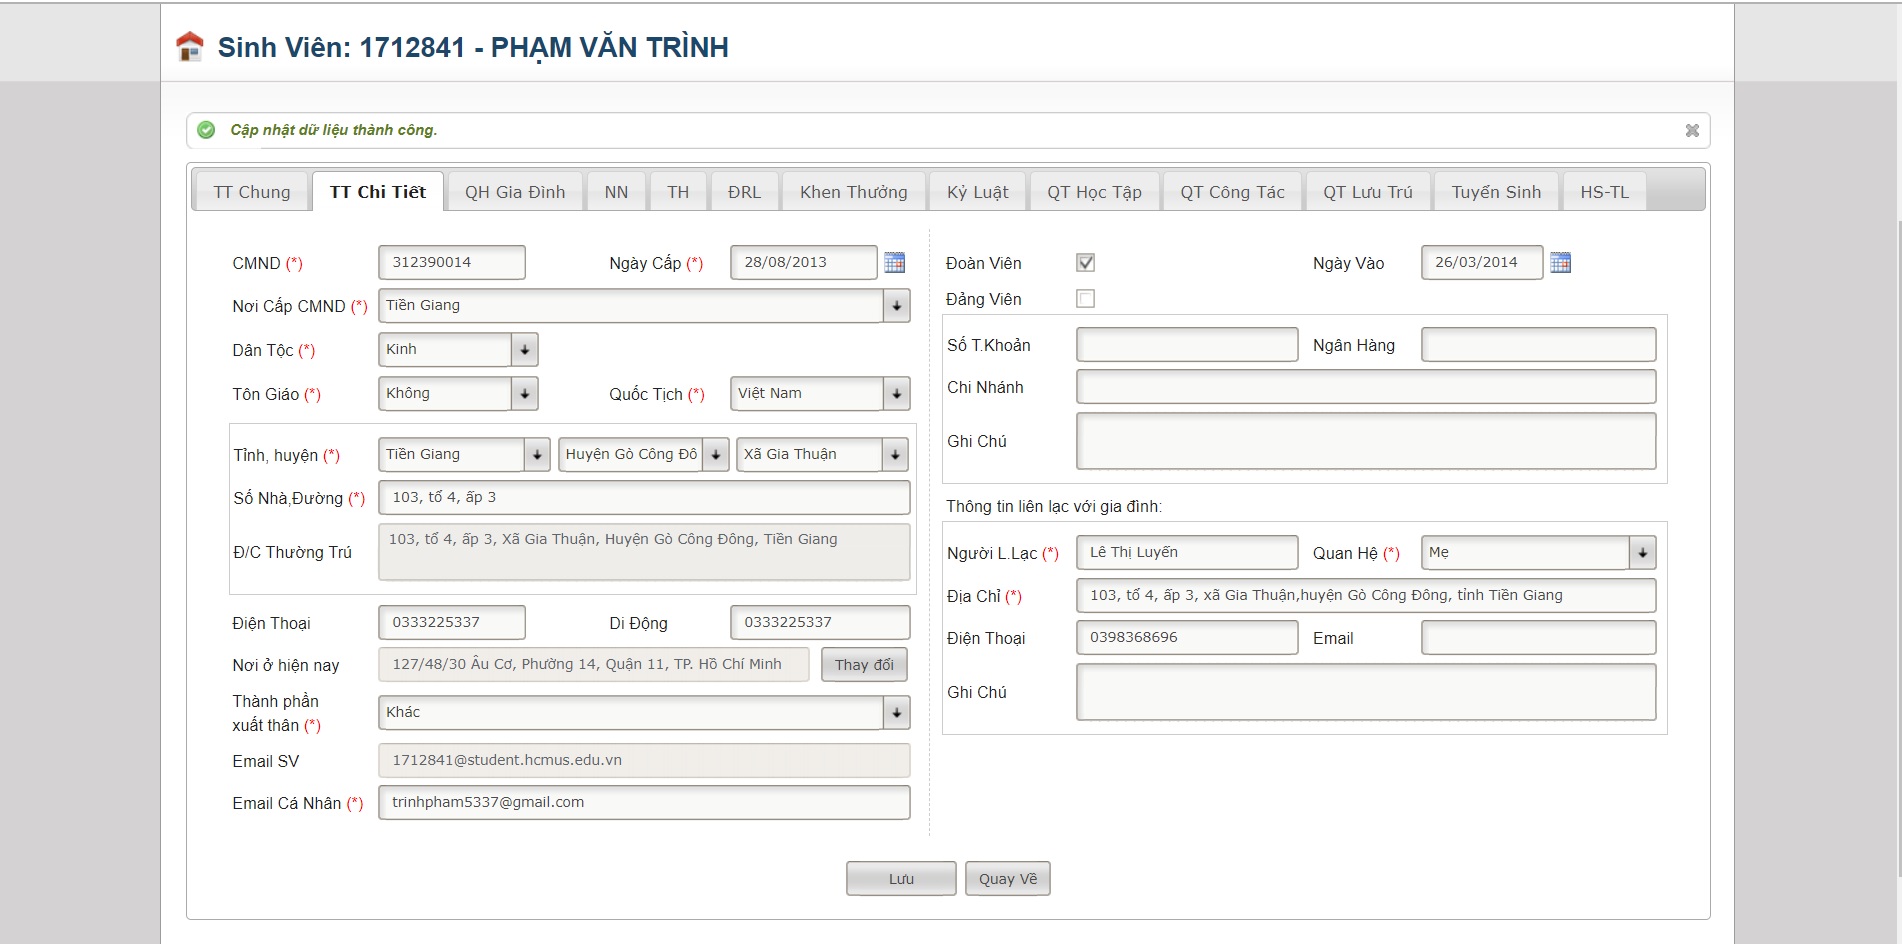 Sinh Viên: 1712841 - PHẠM VĂN TRÌNH
Cập nhật dữ liệu thành công.
TT Chung TT Chi Tiết QH Gia Đình NN TH ĐRL Khen Thưởng Kỷ Luật QT Học Tập QT Công Tác QT Lưu Trú Tuyển Sinh HS-TL
CMND (*) 312390014 Ngày Cấp (*) 28/08/2013
Nơi Cấp CMND (*) Tiền Giang
Dân Tộc (*) Kinh
Tôn Giáo (*) Không Quốc Tịch (*) Việt Nam
Tỉnh, huyện (*) Tiền Giang Huyện Gò Công Đô Xã Gia Thuận
Số Nhà,Đường (*) 103, tổ 4, ấp 3
Đ/C Thường Trú 103, tổ 4, ấp 3, Xã Gia Thuận, Huyện Gò Công Đông, Tiền Giang
Điện Thoại 0333225337 Di Động 0333225337
Nơi ở hiện nay 127/48/30 Âu Cơ, Phường 14, Quận 11, TP. Hồ Chí Minh Thay đổi
Thành phần
xuất thân (*) Khác
Email SV 1712841@student.hcmus.edu.vn
Email Cá Nhân (*) trinhpham5337@gmail.com
Đoàn Viên Ngày Vào 26/03/2014
Đảng Viên
Số T.Khoản Ngân Hàng
Chi Nhánh
Ghi Chú
Thông tin liên lạc với gia đình:
Người L.Lạc (*) Lê Thị Luyến Quan Hệ (*) Mẹ
Địa Chỉ (*) 103, tổ 4, ấp 3, xã Gia Thuận,huyện Gò Công Đông, tỉnh Tiền Giang
Điện Thoại 0398368696 Email
Ghi Chú
Lưu Quay Về